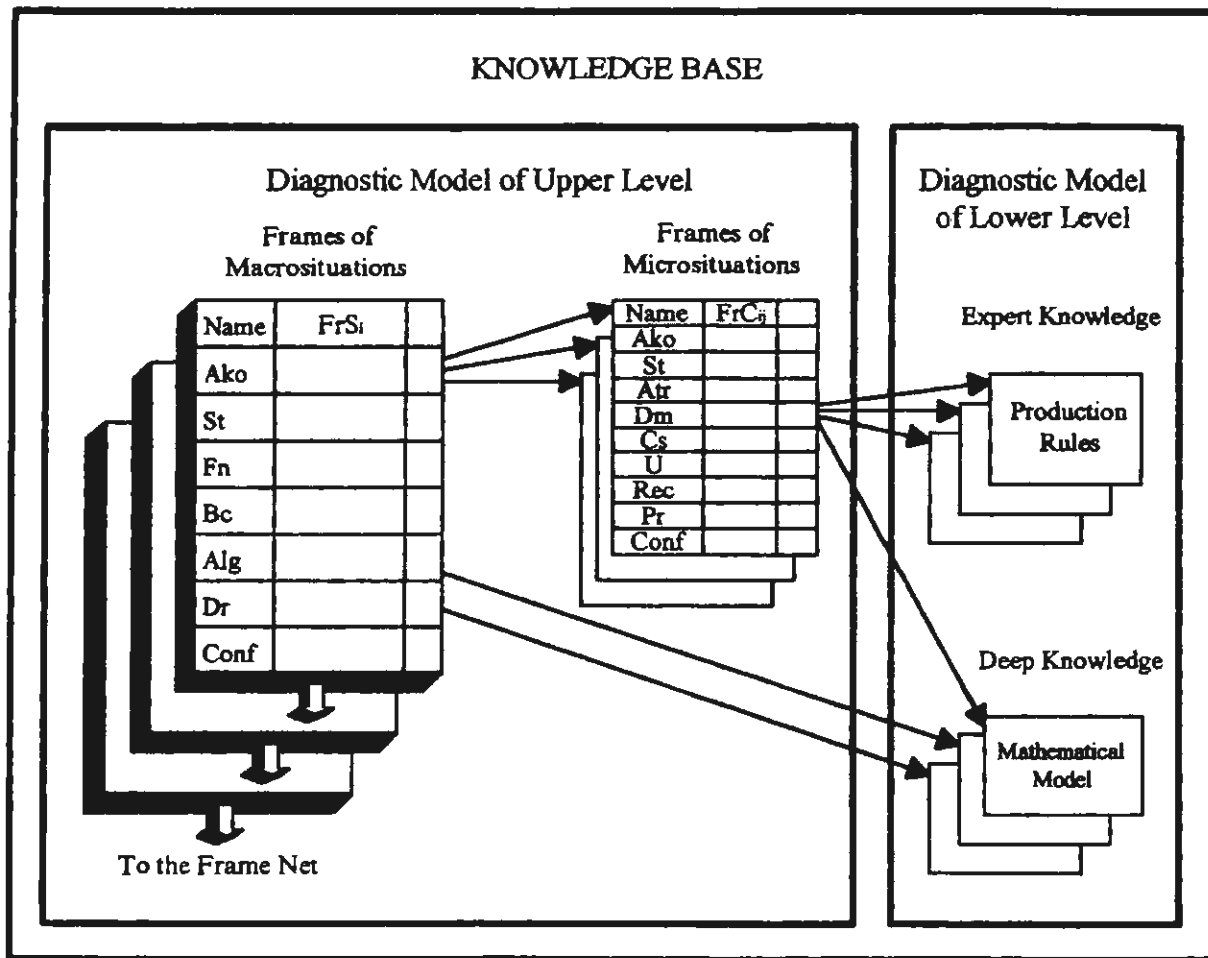 KNOWLEDGE BASE
Diagnostic Model of Upper Level
Frames of
Macrosituations
Name FrSi
Ako
St
Fn
Bc
Alg
Dr
Conf
To the Frame Net
Frames of
Microsituations
Name FrCij
Ako
St
Atr
Dm
Cs
U
Rec
Pr
Conf
Diagnostic Model
of Lower Level
Expert Knowledge
Production
Rules
Deep Knowledge
Mathematical
Model